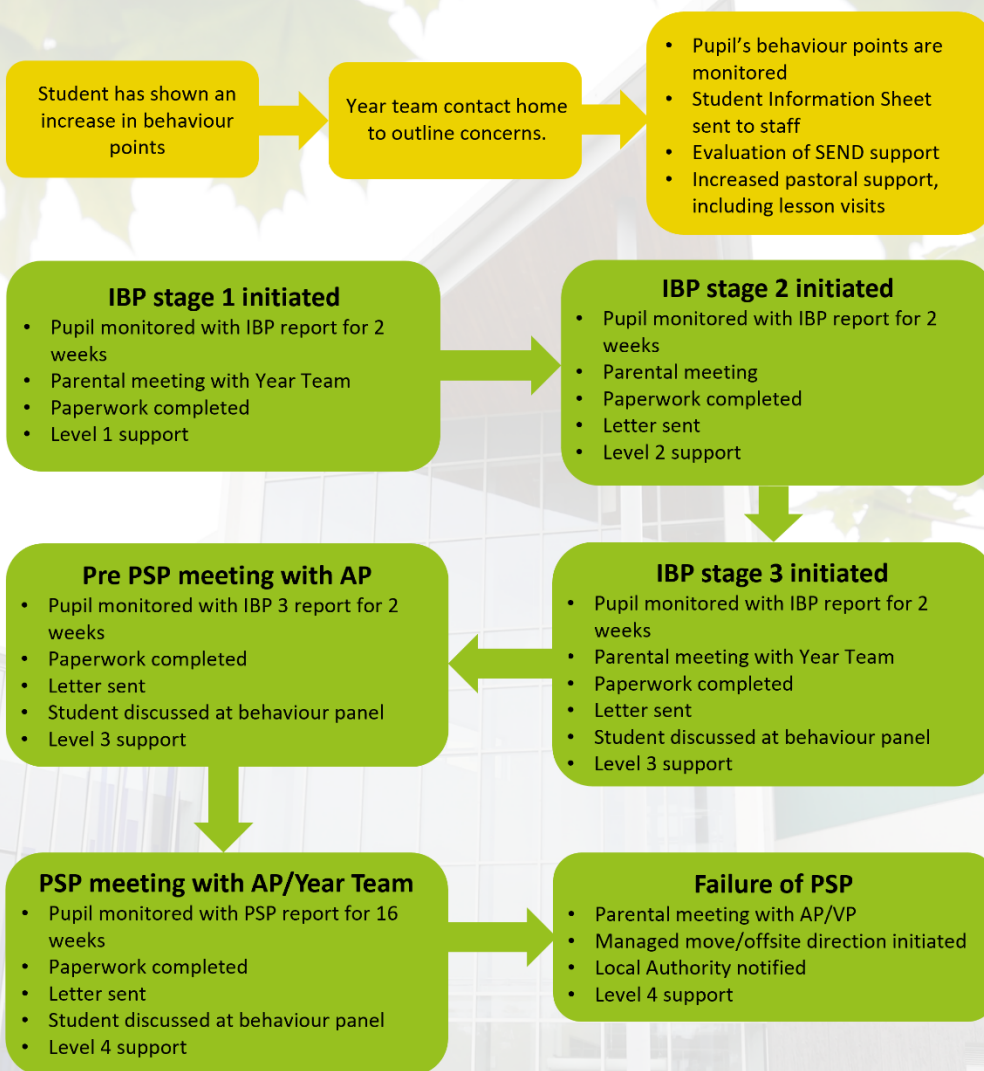 Student has shown an
increase in behaviour
points
Year team contact home
to outline concerns.
• Pupil's behaviour points are
monitored
• Student Information Sheet
sent to staff
• Evaluation of SEND support
• Increased pastoral support,
including lesson visits
IBP stage 1 initiated
• Pupil monitored with IBP report for 2
weeks
• Parental meeting with Year Team
• Paperwork completed
• Level 1 support
IBP stage 2 initiated
• Pupil monitored with IBP report for 2
weeks
• Parental meeting
• Paperwork completed
• Letter sent
• Level 2 support
IBP stage 3 initiated
• Pupil monitored with IBP report for 2
weeks
• Parental meeting with Year Team
• Paperwork completed
• Letter sent
• Student discussed at behaviour panel
• Level 3 support
Pre PSP meeting with AP
• Pupil monitored with IBP 3 report for 2
weeks
• Paperwork completed
• Letter sent
• Student discussed at behaviour panel
• Level 3 support
PSP meeting with AP/Year Team
• Pupil monitored with PSP report for 16
weeks
• Paperwork completed
• Letter sent
• Student discussed at behaviour panel
• Level 4 support
Failure of PSP
• Parental meeting with AP/VP
• Managed move/offsite direction initiated
• Local Authority notified
• Level 4 support